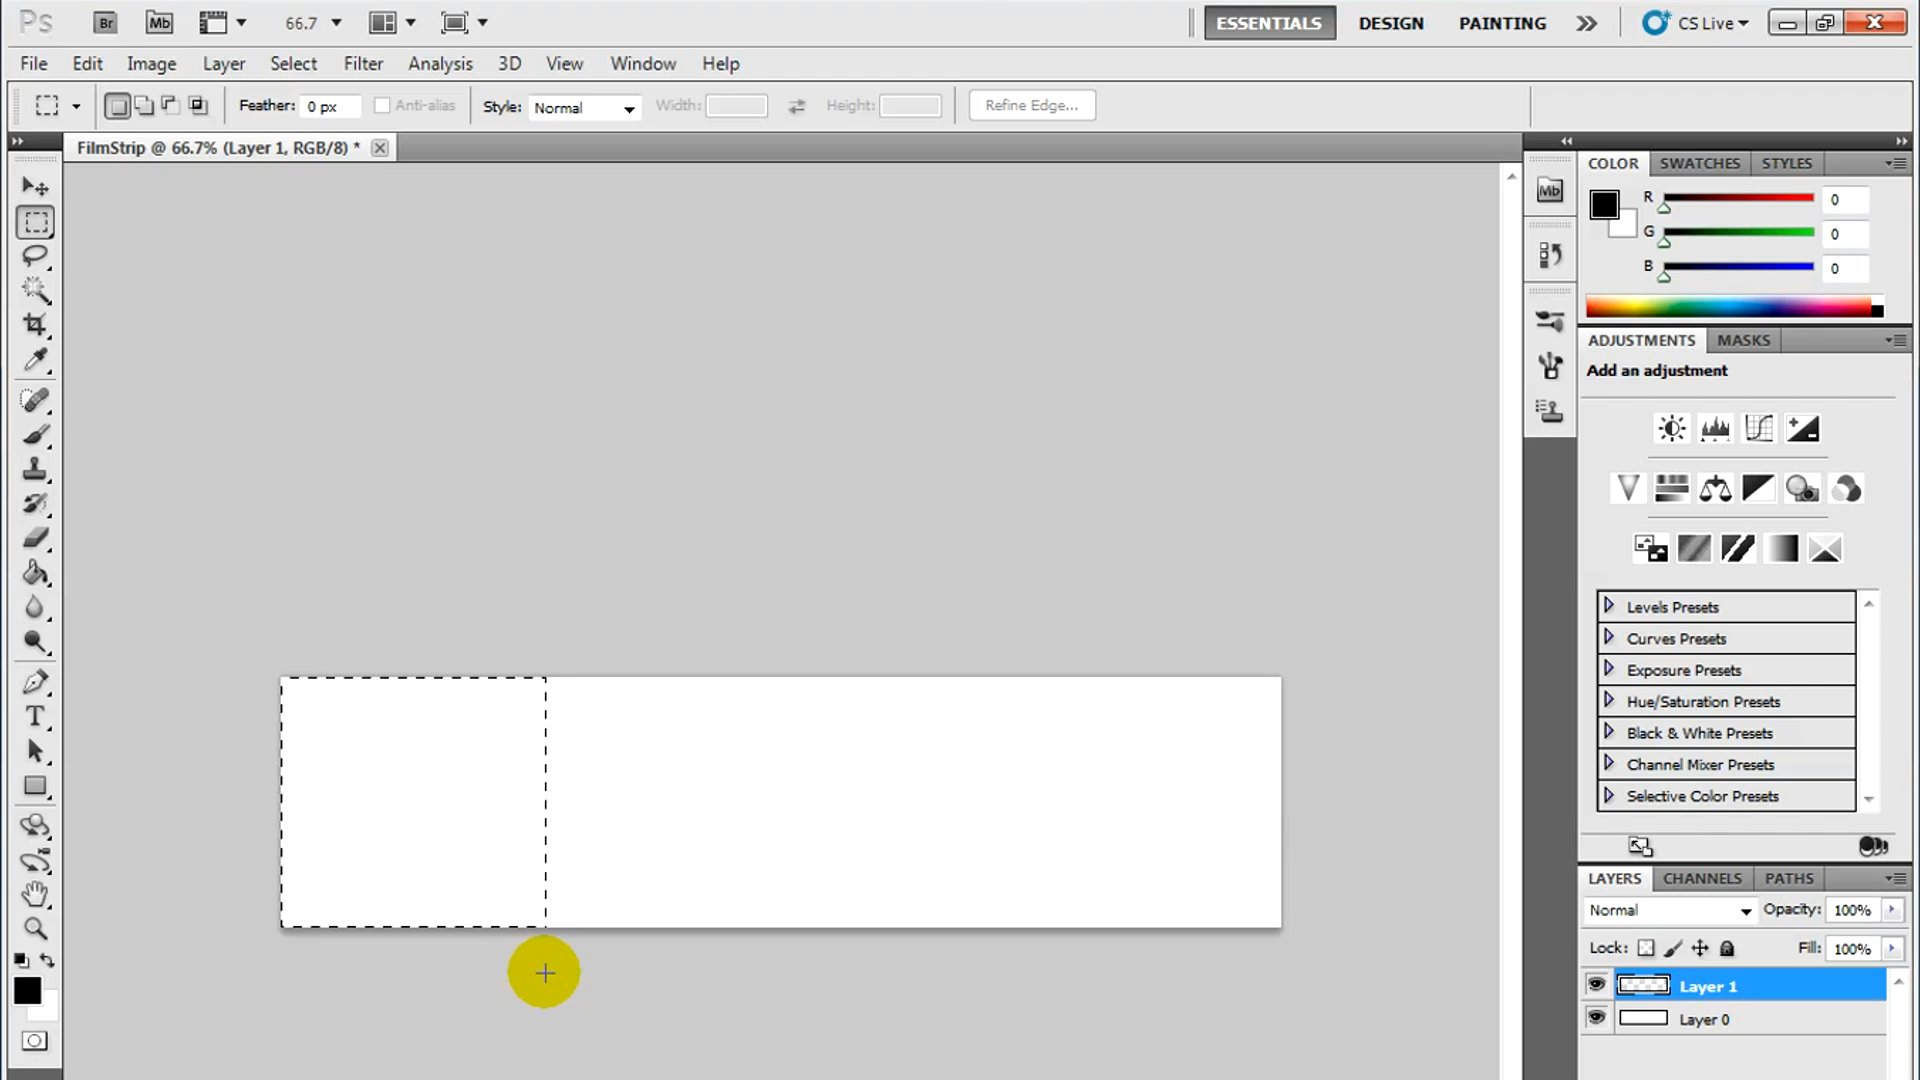 Ps Br Mb 66.7 ESSENTIALS DESIGN PAINTING CS Live
File Edit Image Layer Select Filter Analysis 3D View Window Help
Feather: 0 px Anti-alias Style: Normal Width: Height: Refine Edge...
FilmStrip @ 66.7% (Layer 1, RGB/8) *
COLOR SWATCHES STYLES
Mb
R 0
G 0
B 0
ADJUSTMENTS MASKS
Add an adjustment
Levels Presets
Curves Presets
Exposure Presets
Hue/Saturation Presets
Black & White Presets
Channel Mixer Presets
Selective Color Presets
LAYERS CHANNELS PATHS
Normal Opacity: 100%
Lock: Fill: 100%
Layer 1
Layer 0
T